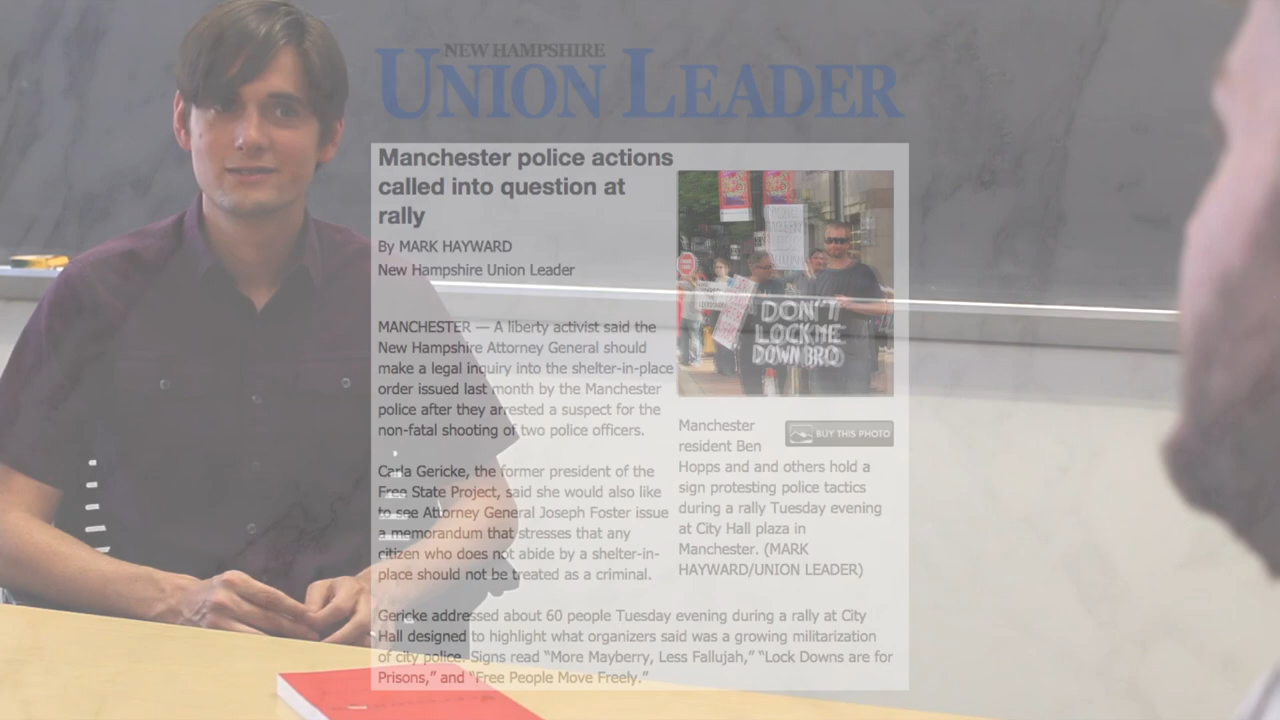 NEW HAMPSHIRE
UNION LEADER
Manchester police actions
called into question at
rally
By MARK HAYWARD
New Hampshire Union Leader
MANCHESTER — A liberty activist said the
New Hampshire Attorney General should
make a legal inquiry into the shelter-in-place
order issued last month by the Manchester
police after they arrested a suspect for the
non-fatal shooting of two police officers.
Carla Gericke, the former president of the
Free State Project, said she would also like
to see Attorney General Joseph Foster issue
a memorandum that stresses that any
citizen who does not abide by a shelter-in-
place should not be treated as a criminal.
DON'T
LOCK ME
DOWN BRO
Manchester
resident Ben
BUY THIS PHOTO
Hopps and and others hold a
sign protesting police tactics
during a rally Tuesday evening
at City Hall plaza in
Manchester. (MARK
HAYWARD/UNION LEADER)
Gericke addressed about 60 people Tuesday evening during a rally at City
Hall designed to highlight what organizers said was a growing militarization
of city police. Signs read “More Mayberry, Less Fallujah,” “Lock Downs are for
Prisons,” and “Free People Move Freely.”